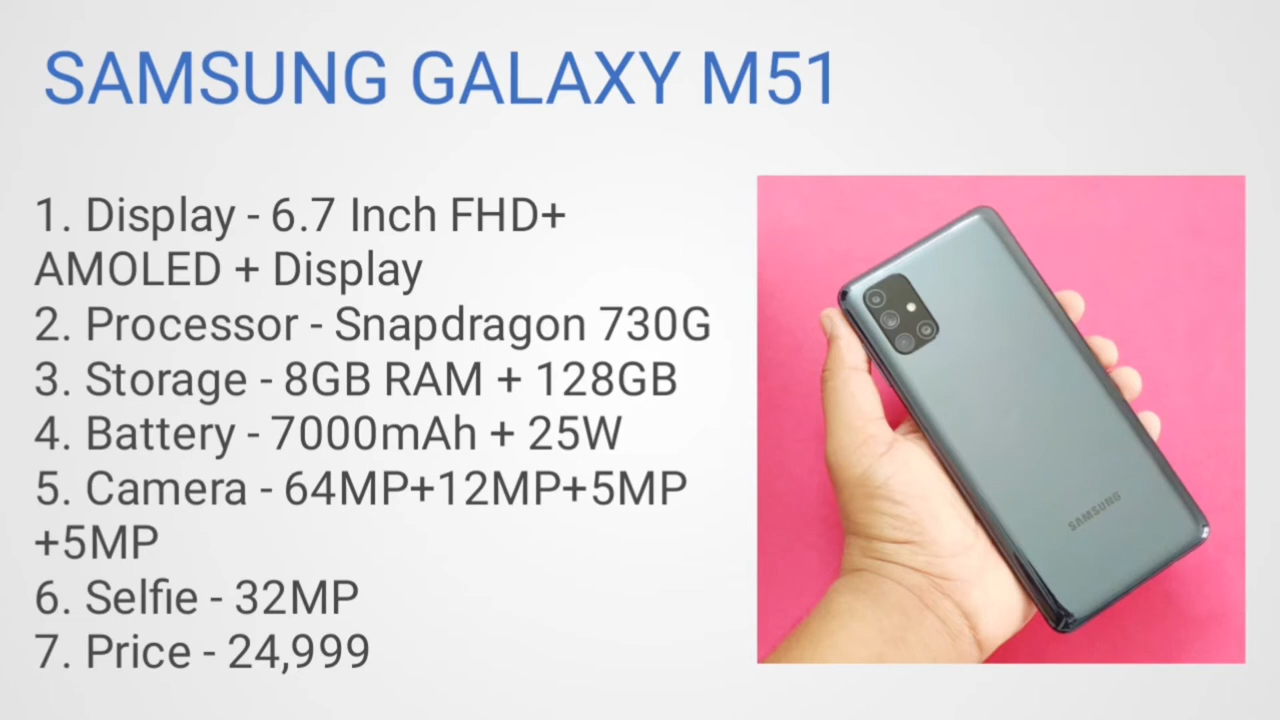 SAMSUNG GALAXY M51
1. Display - 6.7 Inch FHD+
AMOLED + Display
2. Processor - Snapdragon 730G
3. Storage - 8GB RAM + 128GB
4. Battery - 7000mAh + 25W
5. Camera - 64MP+12MP+5MP
+5MP
6. Selfie - 32MP
7. Price - 24,999
SAMSUNG